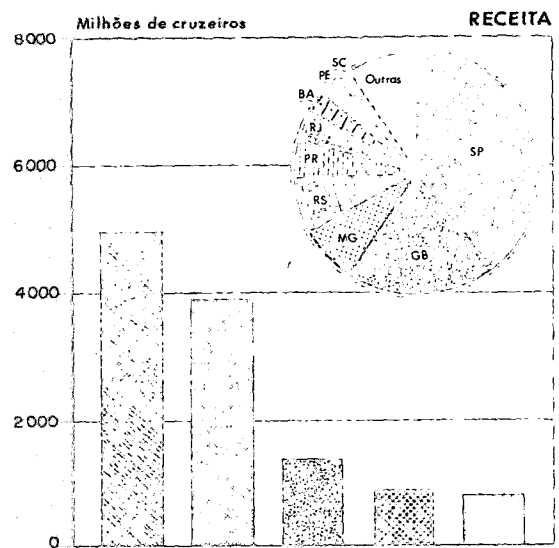 Milhões de cruzeiros
RECEITA
8000
SC
PE
Outras
BA
RJ
SP
6000
PR
RS
MG
GB
4000
2000
0